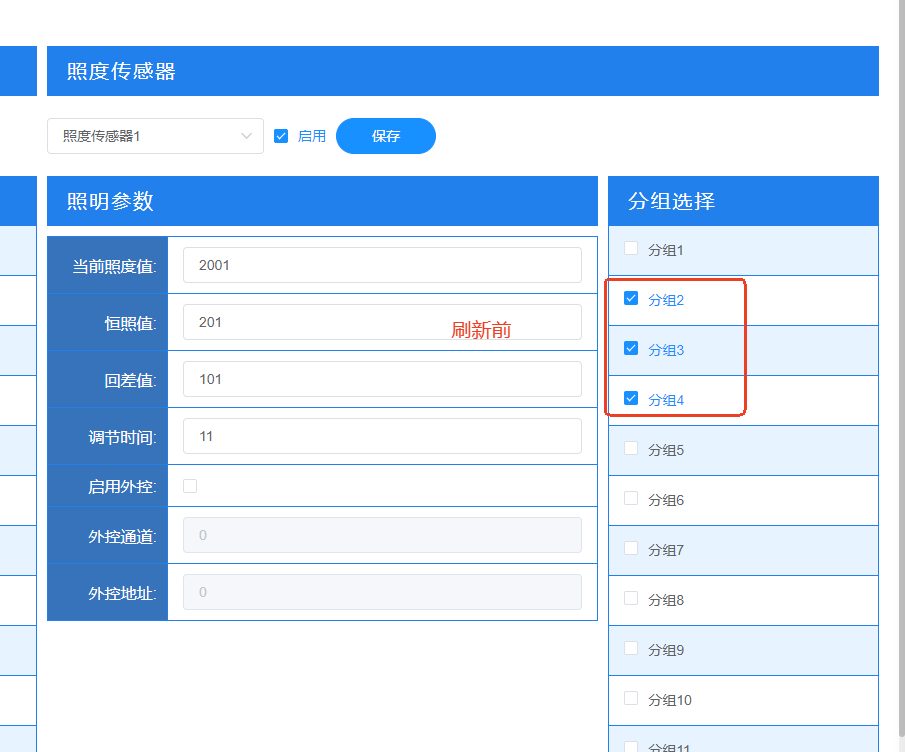 照度传感器
照度传感器1
启用
保存
照明参数
当前照度值: 2001
恒照值: 201
刷新前
回差值: 101
调节时间: 11
启用外控:
外控通道: 0
外控地址: 0
分组选择
分组1
分组2
分组3
分组4
分组5
分组6
分组7
分组8
分组9
分组10
分组11